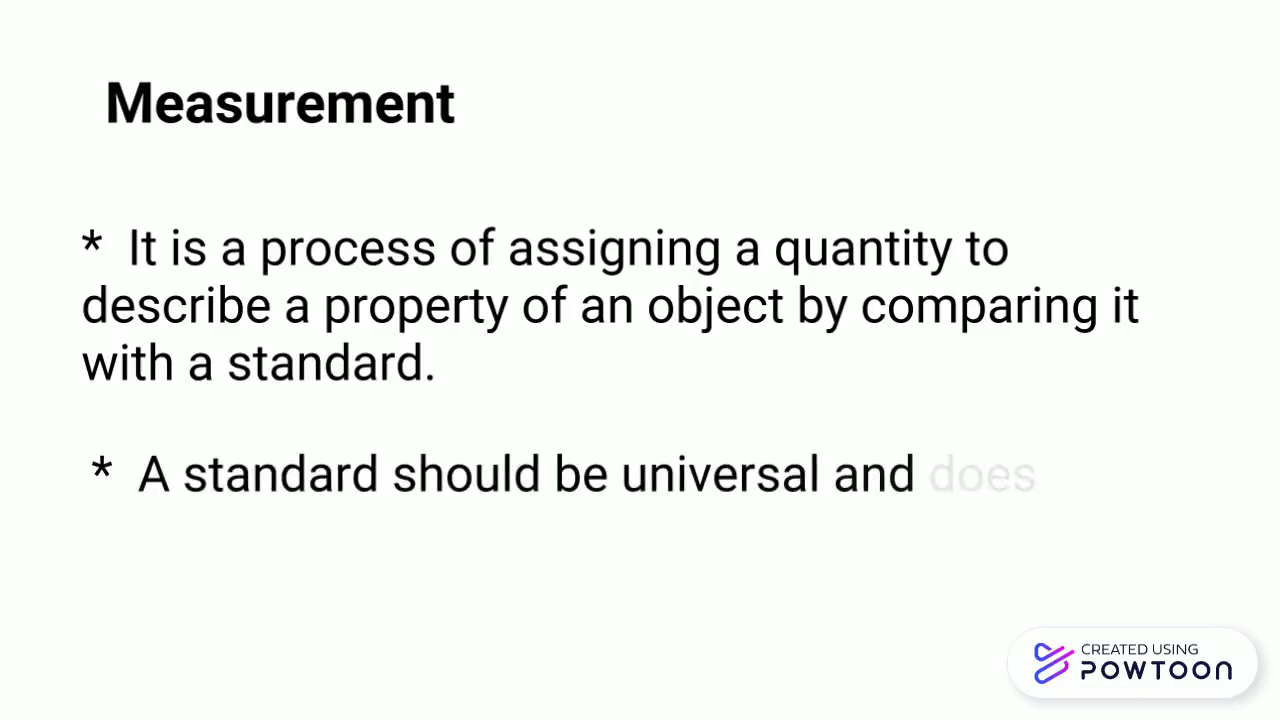 Measurement
* It is a process of assigning a quantity to
describe a property of an object by comparing it
with a standard.
* A standard should be universal and does
CREATED USING
POWTOON